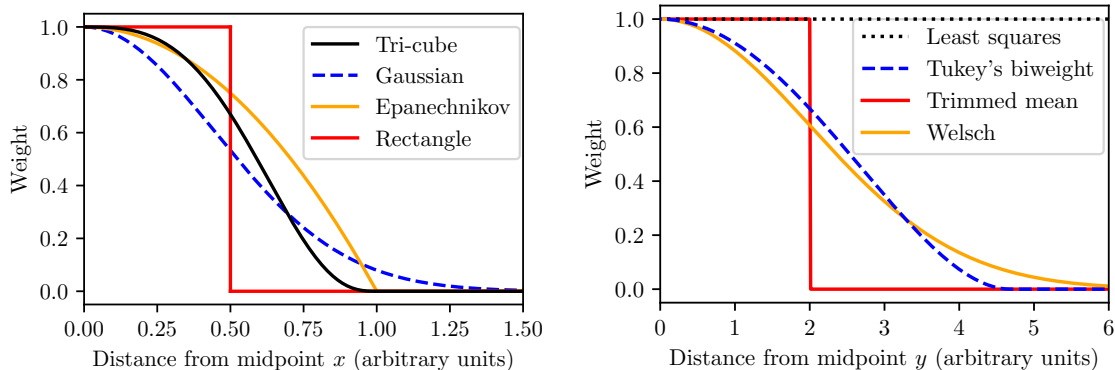 Weight
1.0
0.8
0.6
0.4
0.2
0.0
Tri-cube
Gaussian
Epanechnikov
Rectangle
0.00 0.25 0.50 0.75 1.00 1.25 1.50
Distance from midpoint x (arbitrary units)
Weight
1.0
0.8
0.6
0.4
0.2
0.0
Least squares
Tukey's biweight
Trimmed mean
Welsch
0 1 2 3 4 5 6
Distance from midpoint y (arbitrary units)